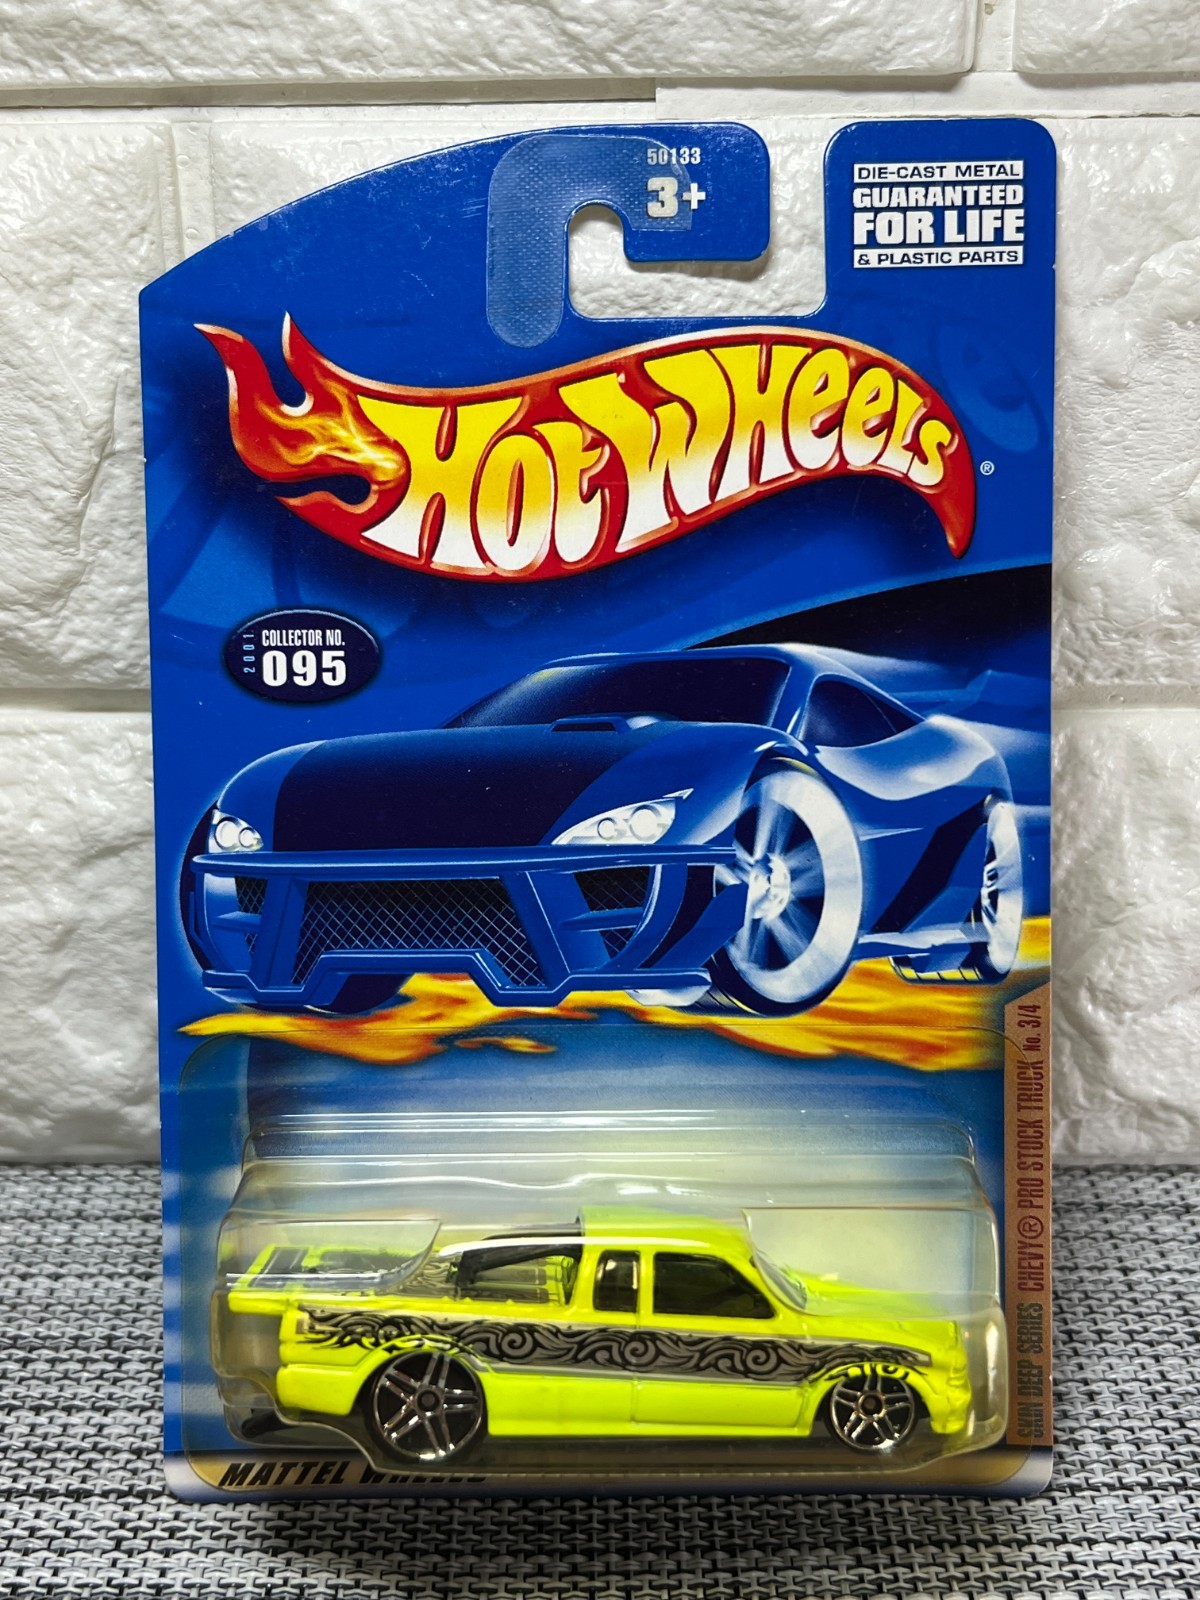 50133
3+
DIE-CAST METAL
GUARANTEED
FOR LIFE
& PLASTIC PARTS
HOT WHEELS®
2001
COLLECTOR NO.
095
SKIN DEEP SERIES CHEVY® PRO STOCK TRUCK No. 3/4
MATTEL WHEELS